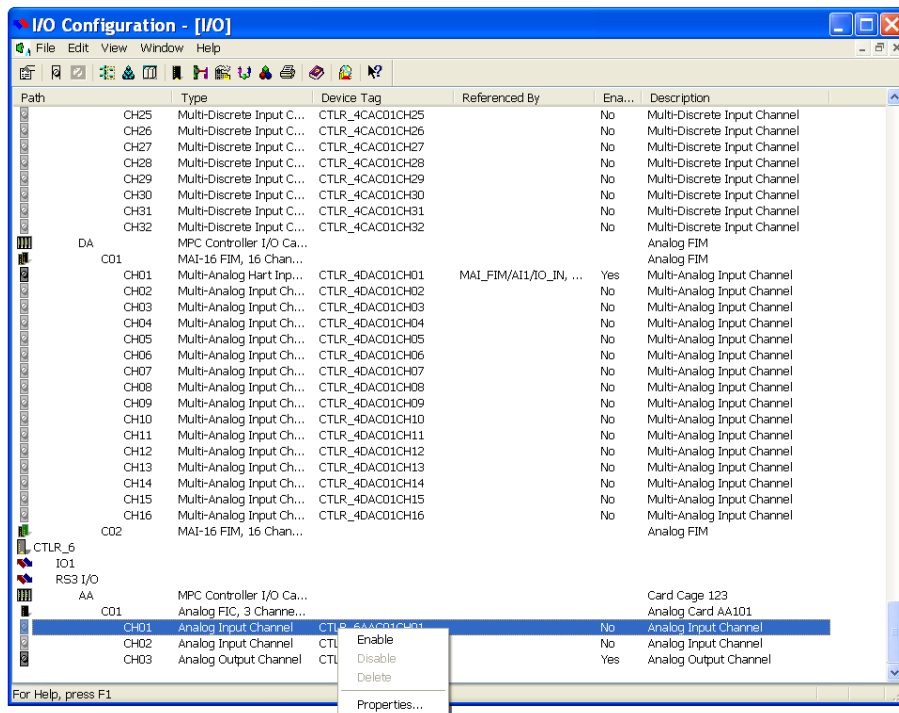 I/O Configuration - [I/O]
File Edit View Window Help
Path Type Device Tag Referenced By Ena... Description
CH25 Multi-Discrete Input C... CTLR_4CAC01CH25 No Multi-Discrete Input Channel
CH26 Multi-Discrete Input C... CTLR_4CAC01CH26 No Multi-Discrete Input Channel
CH27 Multi-Discrete Input C... CTLR_4CAC01CH27 No Multi-Discrete Input Channel
CH28 Multi-Discrete Input C... CTLR_4CAC01CH28 No Multi-Discrete Input Channel
CH29 Multi-Discrete Input C... CTLR_4CAC01CH29 No Multi-Discrete Input Channel
CH30 Multi-Discrete Input C... CTLR_4CAC01CH30 No Multi-Discrete Input Channel
CH31 Multi-Discrete Input C... CTLR_4CAC01CH31 No Multi-Discrete Input Channel
CH32 Multi-Discrete Input C... CTLR_4CAC01CH32 No Multi-Discrete Input Channel
DA MPC Controller I/O Ca... Analog FIM
C01 MAI-16 FIM, 16 Chan... Analog FIM
CH01 Multi-Analog Hart Inp... CTLR_4DAC01CH01 MAI_FIM/AI1/IO_IN, ... Yes Multi-Analog Input Channel
CH02 Multi-Analog Input Ch... CTLR_4DAC01CH02 No Multi-Analog Input Channel
CH03 Multi-Analog Input Ch... CTLR_4DAC01CH03 No Multi-Analog Input Channel
CH04 Multi-Analog Input Ch... CTLR_4DAC01CH04 No Multi-Analog Input Channel
CH05 Multi-Analog Input Ch... CTLR_4DAC01CH05 No Multi-Analog Input Channel
CH06 Multi-Analog Input Ch... CTLR_4DAC01CH06 No Multi-Analog Input Channel
CH07 Multi-Analog Input Ch... CTLR_4DAC01CH07 No Multi-Analog Input Channel
CH08 Multi-Analog Input Ch... CTLR_4DAC01CH08 No Multi-Analog Input Channel
CH09 Multi-Analog Input Ch... CTLR_4DAC01CH09 No Multi-Analog Input Channel
CH10 Multi-Analog Input Ch... CTLR_4DAC01CH10 No Multi-Analog Input Channel
CH11 Multi-Analog Input Ch... CTLR_4DAC01CH11 No Multi-Analog Input Channel
CH12 Multi-Analog Input Ch... CTLR_4DAC01CH12 No Multi-Analog Input Channel
CH13 Multi-Analog Input Ch... CTLR_4DAC01CH13 No Multi-Analog Input Channel
CH14 Multi-Analog Input Ch... CTLR_4DAC01CH14 No Multi-Analog Input Channel
CH15 Multi-Analog Input Ch... CTLR_4DAC01CH15 No Multi-Analog Input Channel
CH16 Multi-Analog Input Ch... CTLR_4DAC01CH16 No Multi-Analog Input Channel
C02 MAI-16 FIM, 16 Chan... Analog FIM
CTLR_6
IO1
RS3 I/O
AA MPC Controller I/O Ca... Card Cage 123
C01 Analog FIC, 3 Channe... Analog Card AA101
CH01 Analog Input Channel CTLR_6AAC01CH01 No Analog Input Channel
CH02 Analog Input Channel CTL No Analog Input Channel
CH03 Analog Output Channel CTL Yes Analog Output Channel
Enable
Disable
Delete
Properties...
For Help, press F1